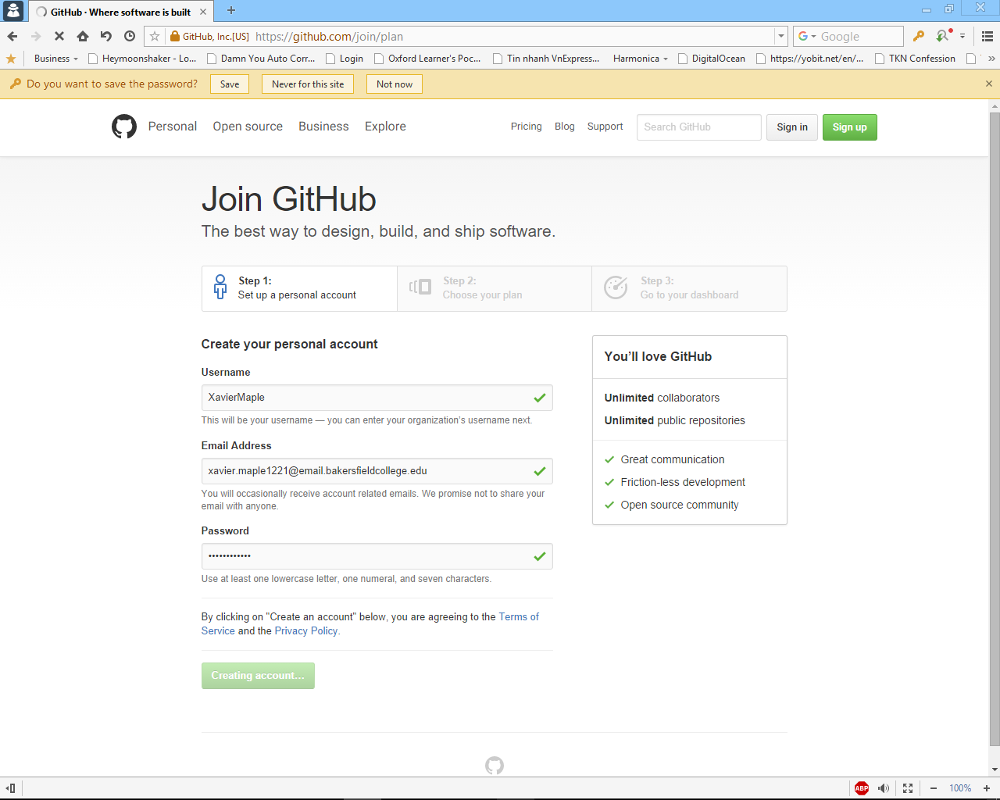 GitHub · Where software is built
GitHub, Inc.[US] https://github.com/join/plan
Google
Business
Heymoonshaker - Lo...
Damn You Auto Corr...
Login
Oxford Learner's Poc...
Tin nhanh VnExpress...
Harmonica
DigitalOcean
https://yobit.net/en/...
TKN Confession
Do you want to save the password? Save Never for this site Not now
Personal Open source Business Explore Pricing Blog Support Search GitHub Sign in Sign up
Join GitHub
The best way to design, build, and ship software.
Step 1:
Set up a personal account
Step 2:
Choose your plan
Step 3:
Go to your dashboard
Create your personal account
Username
XavierMaple
This will be your username — you can enter your organization's username next.
Email Address
xavier.maple1221@email.bakersfieldcollege.edu
You will occasionally receive account related emails. We promise not to share your
email with anyone.
Password
••••••••••••
Use at least one lowercase letter, one numeral, and seven characters.
By clicking on "Create an account" below, you are agreeing to the Terms of
Service and the Privacy Policy.
Creating account...
You'll love GitHub
Unlimited collaborators
Unlimited public repositories
Great communication
Friction-less development
Open source community
ABP
100%